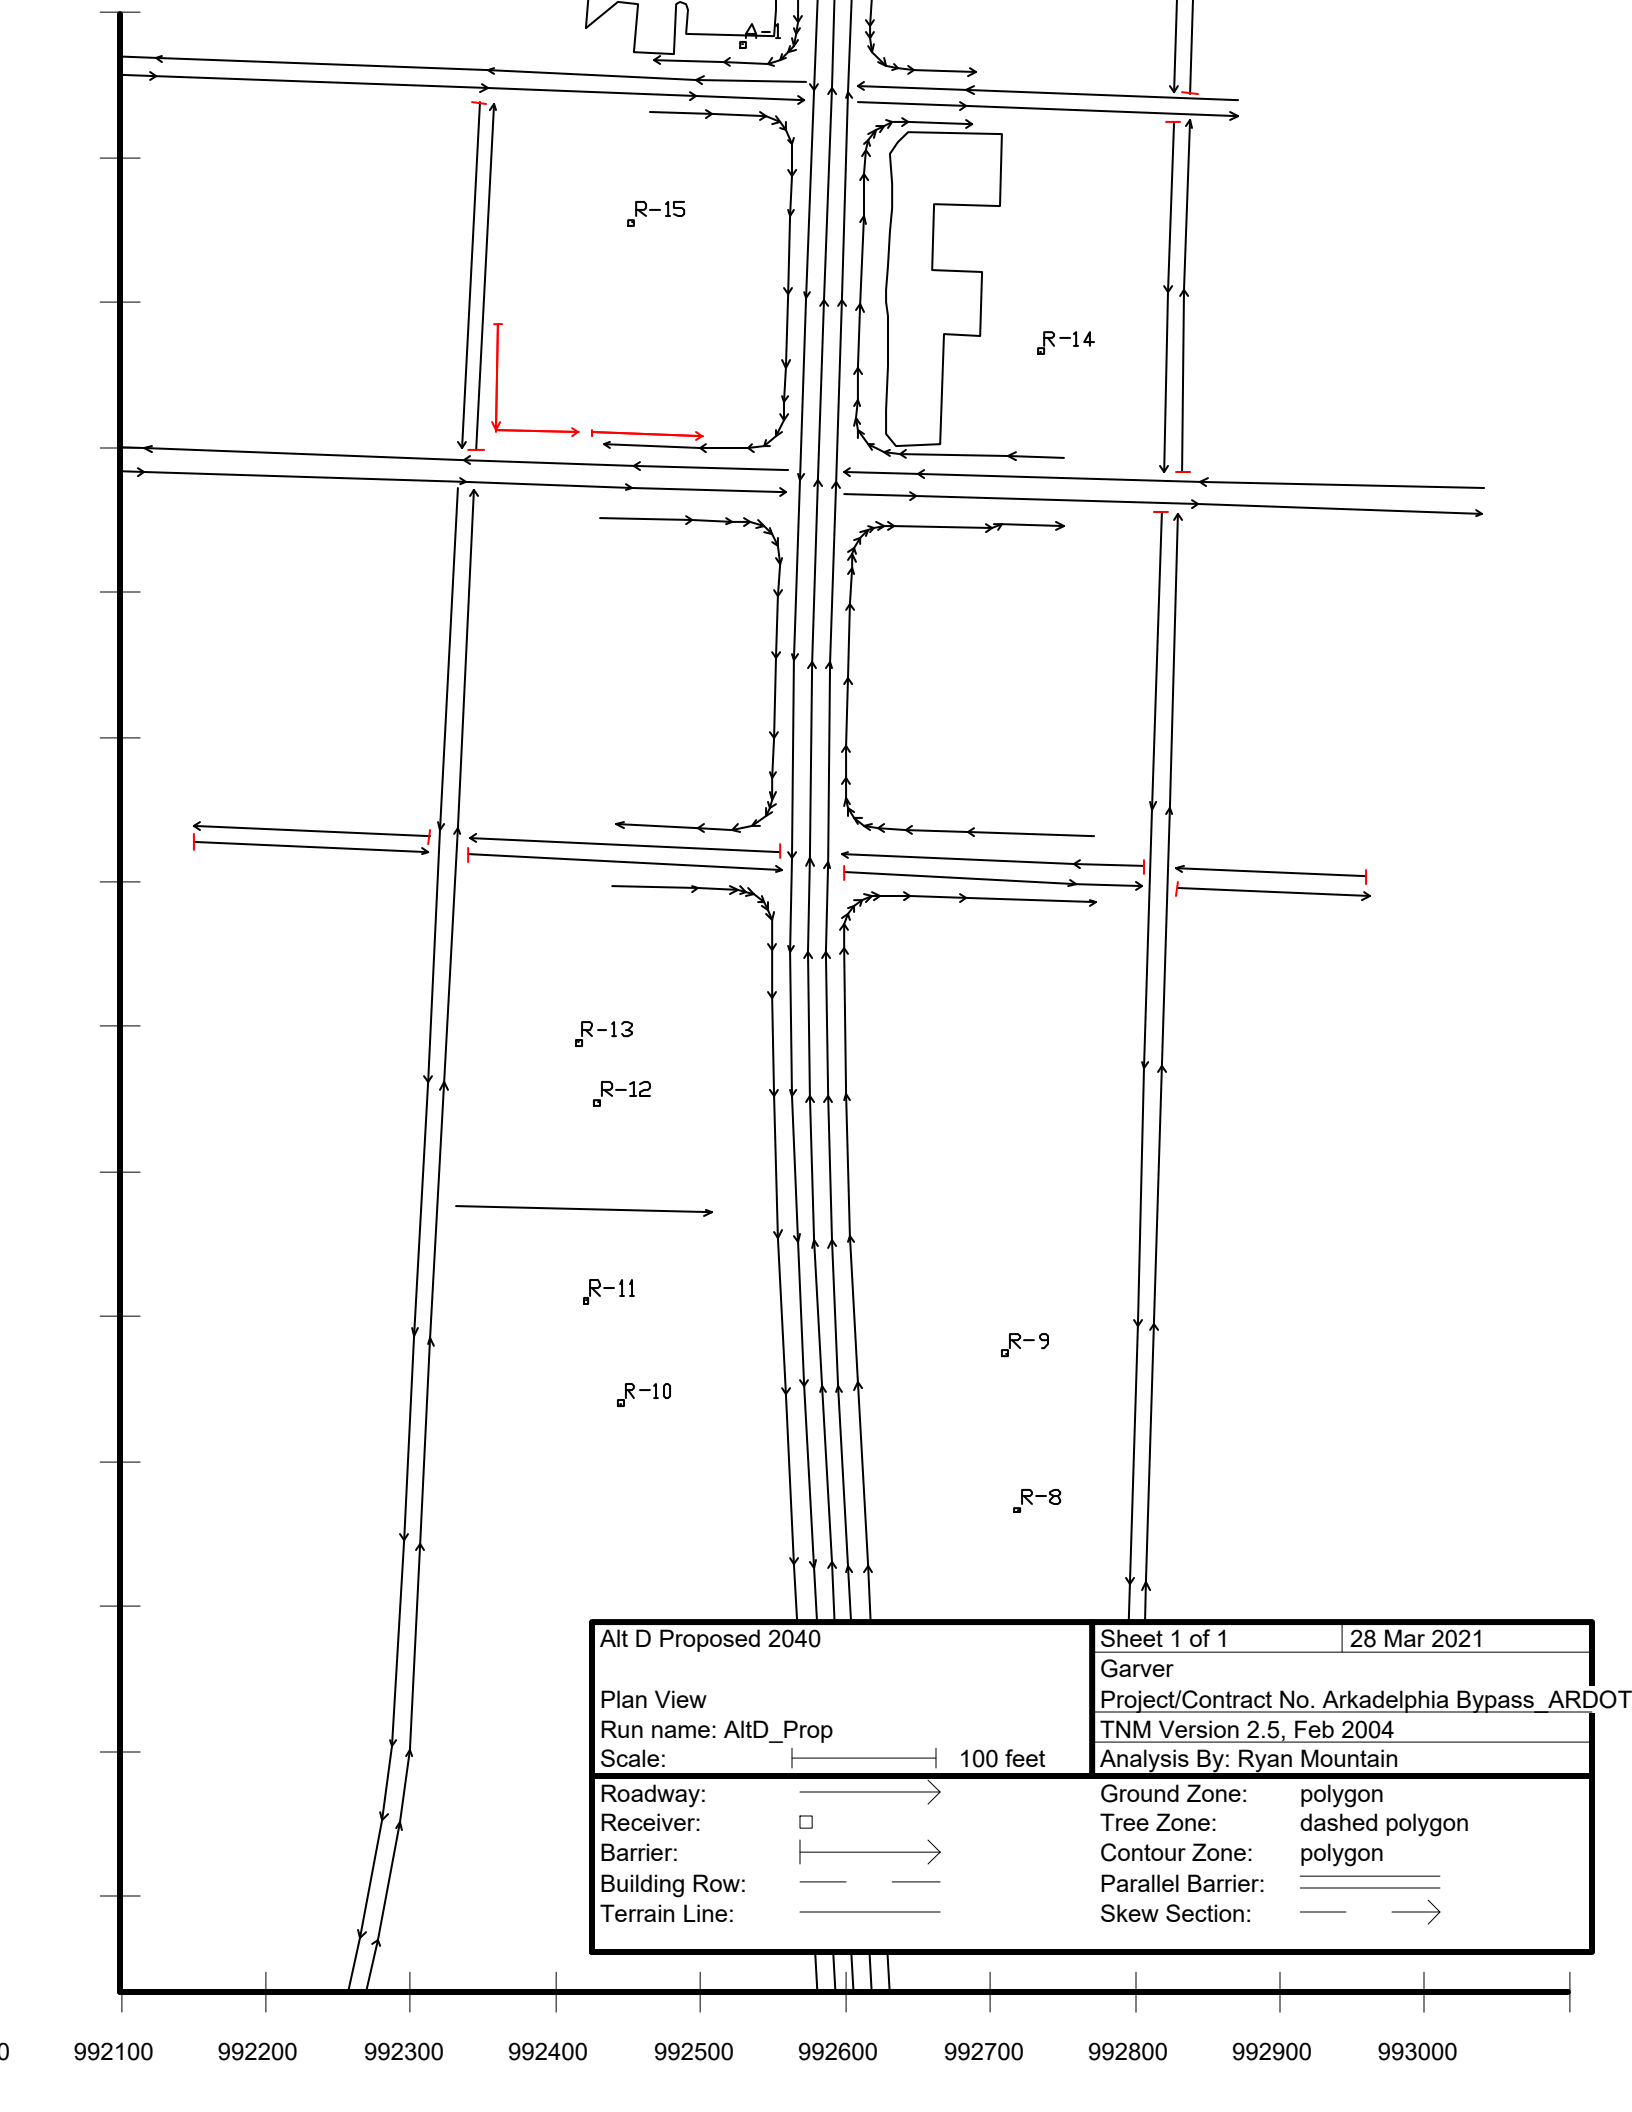 A-1
R-15
R-14
R-13
R-12
R-11
R-9
R-10
R-8
Alt D Proposed 2040
Sheet 1 of 1 28 Mar 2021
Garver
Plan View
Project/Contract No. Arkadelphia Bypass_ARDOT
Run name: AltD_Prop
TNM Version 2.5, Feb 2004
Scale: 100 feet
Analysis By: Ryan Mountain
Roadway:
Ground Zone: polygon
Receiver:
Tree Zone: dashed polygon
Barrier:
Contour Zone: polygon
Building Row:
Parallel Barrier:
Terrain Line:
Skew Section:
0 992100 992200 992300 992400 992500 992600 992700 992800 992900 993000